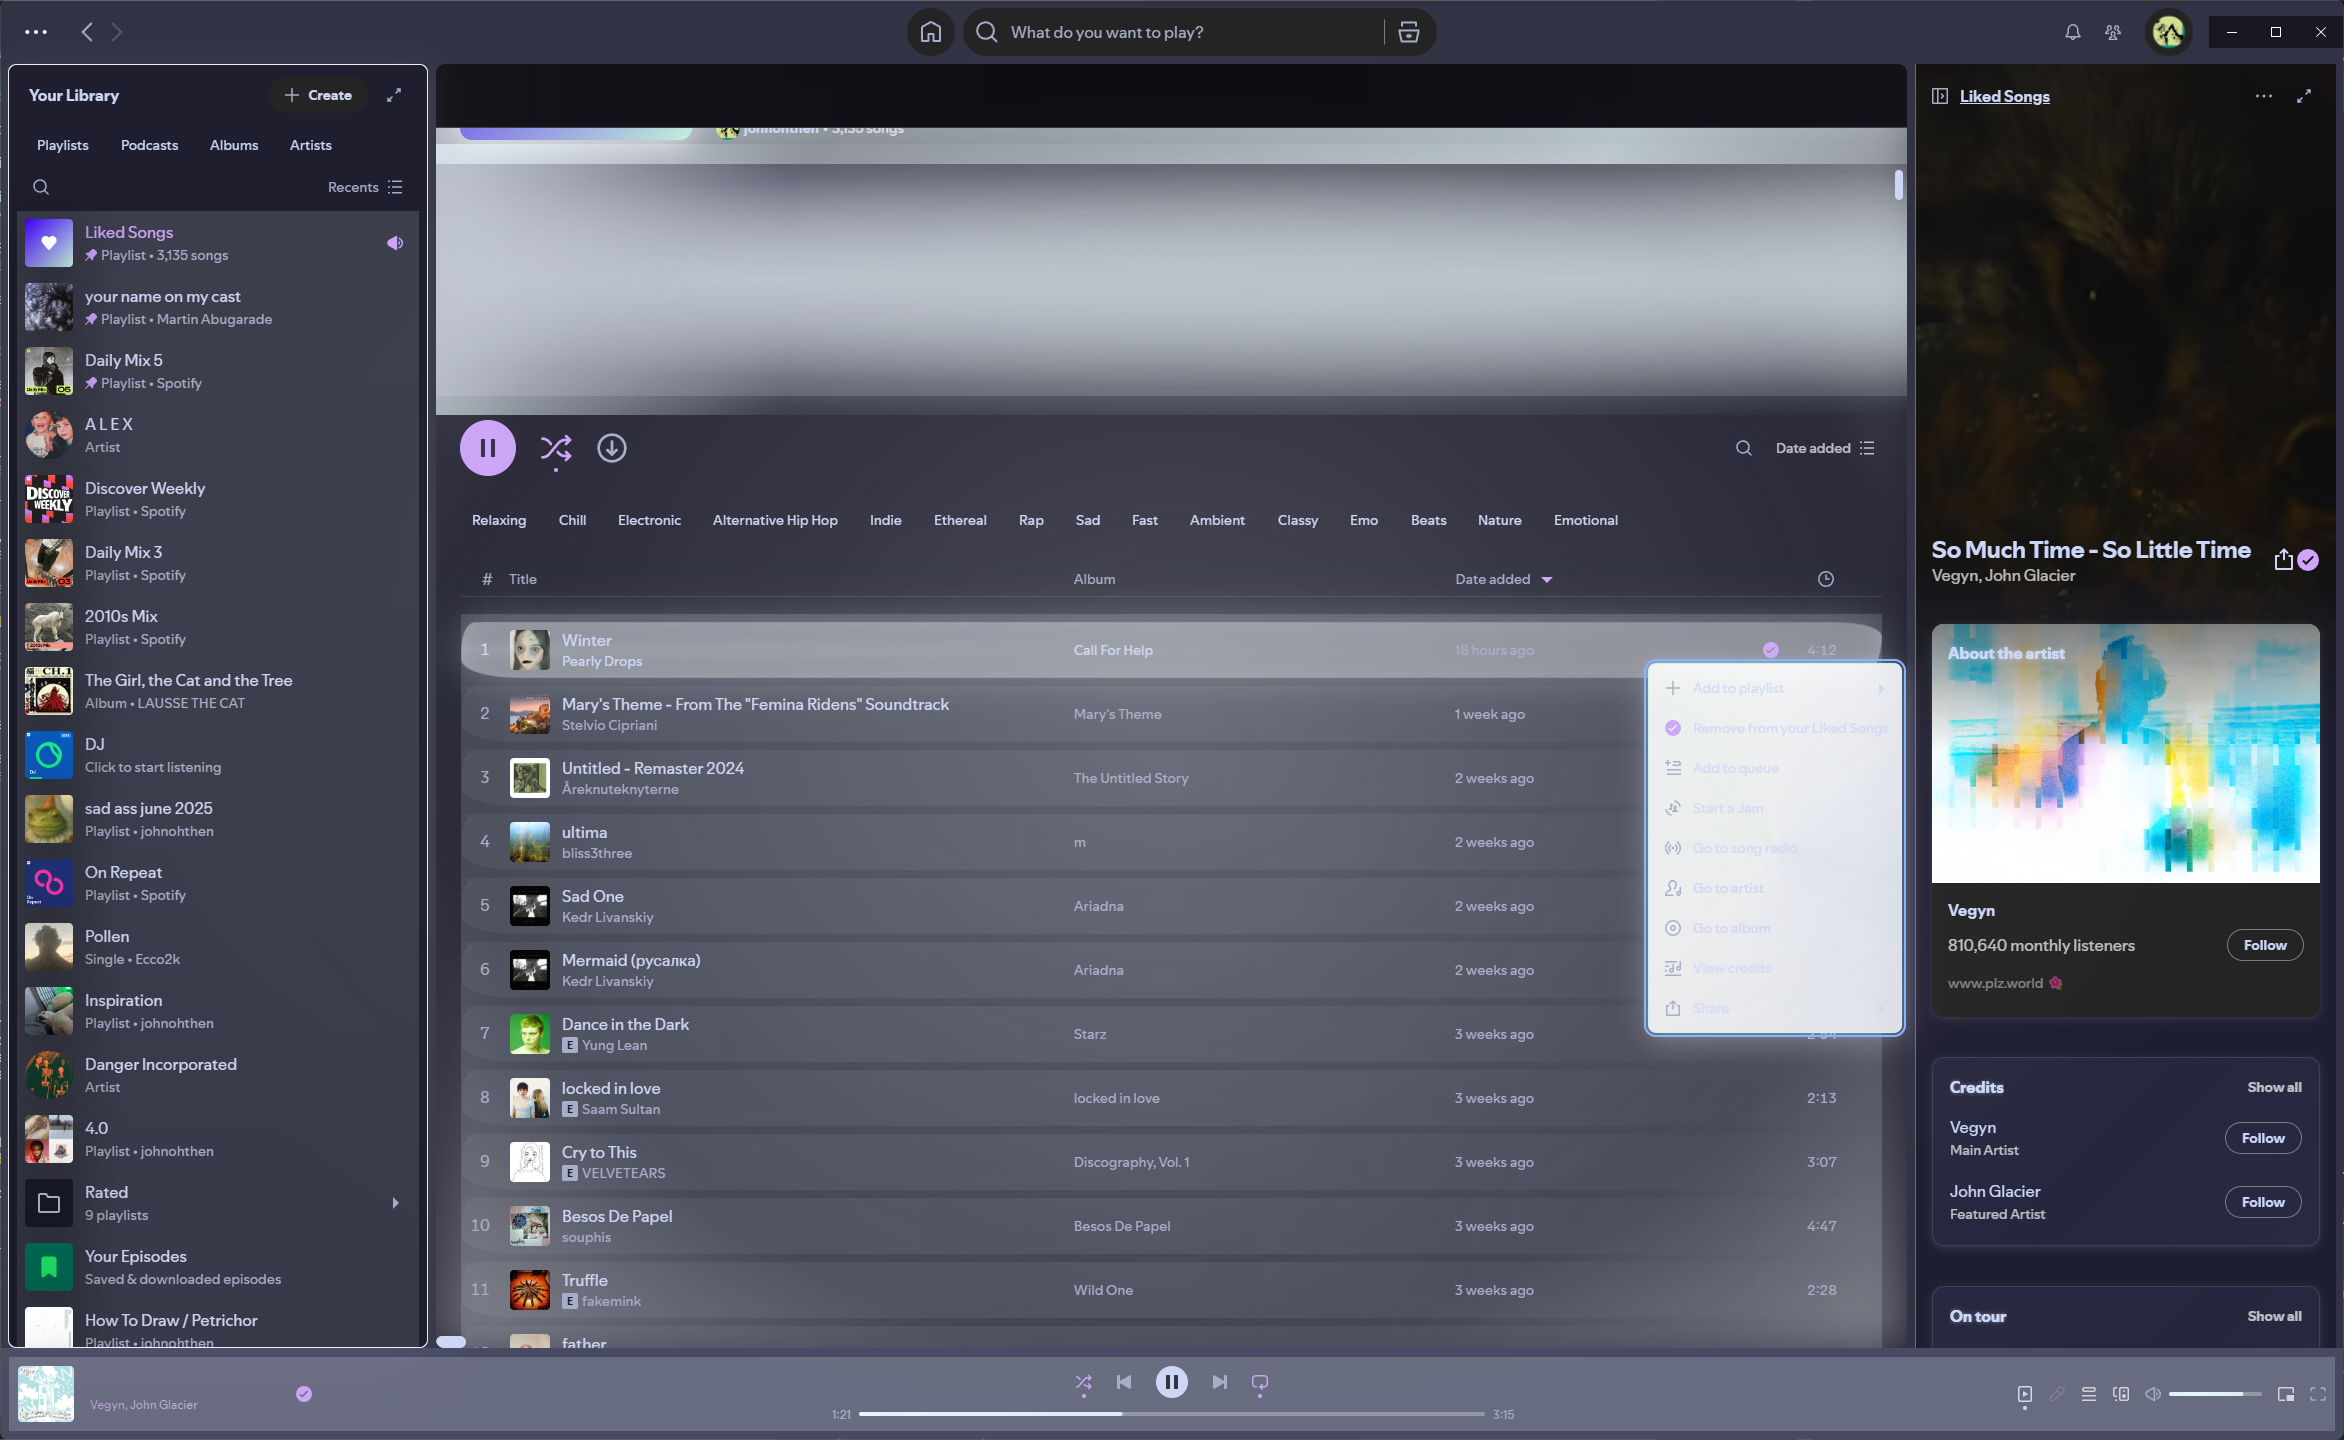 What do you want to play?
Your Library
Create
Playlists Podcasts Albums Artists
Recents
Liked Songs
Playlist • 3,135 songs
your name on my cast
Playlist • Martin Abugarade
Daily Mix 5
Playlist • Spotify
A L E X
Artist
DISCOVER
WEEKLY
Discover Weekly
Playlist • Spotify
Daily Mix 3
Playlist • Spotify
2010s Mix
Playlist • Spotify
The Girl, the Cat and the Tree
Album • LAUSSE THE CAT
DJ
Click to start listening
sad ass june 2025
Playlist • johnohthen
On Repeat
Playlist • Spotify
Pollen
Single • Ecco2k
Inspiration
Playlist • johnohthen
Danger Incorporated
Artist
4.0
Playlist • johnohthen
Rated
9 playlists
Your Episodes
Saved & downloaded episodes
How To Draw / Petrichor
Playlist • johnohthen
johnohthen • 3,135 songs
Date added
Relaxing Chill Electronic Alternative Hip Hop Indie Ethereal Rap Sad Fast Ambient Classy Emo Beats Nature Emotional
# Title Album Date added
1 Winter Call For Help 18 hours ago 4:12
Pearly Drops
2 Mary's Theme - From The "Femina Ridens" Soundtrack Mary's Theme 1 week ago
Stelvio Cipriani
3 Untitled - Remaster 2024 The Untitled Story 2 weeks ago
Åreknuteknyterne
4 ultima m 2 weeks ago
bliss3three
5 Sad One Ariadna 2 weeks ago
Kedr Livanskiy
6 Mermaid (русалка) Ariadna 2 weeks ago
Kedr Livanskiy
7 Dance in the Dark Starz 3 weeks ago
E Yung Lean
8 locked in love locked in love 3 weeks ago 2:13
E Saam Sultan
9 Cry to This Discography, Vol. 1 3 weeks ago 3:07
E VELVETEARS
10 Besos De Papel Besos De Papel 3 weeks ago 4:47
souphis
11 Truffle Wild One 3 weeks ago 2:28
E fakemink
father
Add to playlist
Remove from your Liked Songs
Add to queue
Start a Jam
Go to song radio
Go to artist
Go to album
View credits
Share
Liked Songs
So Much Time - So Little Time
Vegyn, John Glacier
About the artist
Vegyn
810,640 monthly listeners Follow
www.plz.world
Credits Show all
Vegyn Follow
Main Artist
John Glacier Follow
Featured Artist
On tour Show all
Vegyn, John Glacier
1:21 3:15